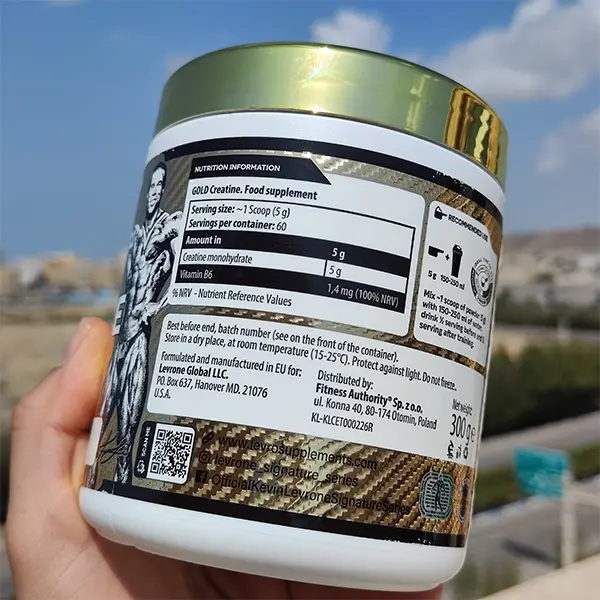 NUTRITION INFORMATION
GOLD Creatine. Food supplement
Serving size: ~1 Scoop (5 g)
Servings per container: 60
Amount in 5 g
Creatine monohydrate 5 g
Vitamin B6 1,4 mg (100% NRV)
% NRV - Nutrient Reference Values
RECOMMENDED USE
+
5 g 150-250 ml
Mix ~1 scoop of powder 5 g
with 150-250 ml of water,
drink ½ serving before and ½
serving after training.
Best before end, batch number (see on the front of the container).
Store in a dry place, at room temperature (15-25°C). Protect against light. Do not freeze.
Formulated and manufactured in EU for:
Levrone Global LLC.
P.O. Box 637, Hanover MD. 21076
U.S.A.
Distributed by:
Fitness Authority® Sp. z o.o.
ul. Konna 40, 80-174 Otomin, Poland
KL-KLCET000226R
Net weight:
300 g e
SCAN ME
www.levrosupplements.com
levrone_signature_series
OfficialKevinLevroneSignatureSeries